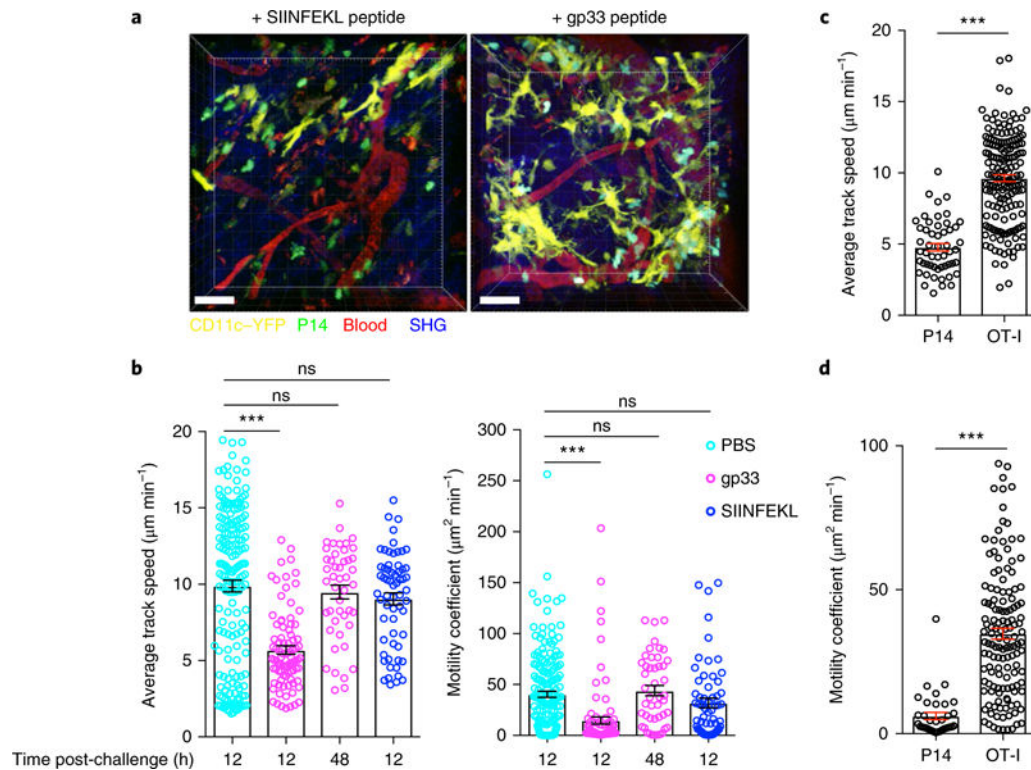 a
+ SIINFEKL peptide
+ gp33 peptide
CD11c–YFP P14 Blood SHG
b
ns
ns
***
Average track speed (μm min−1)
20
15
10
5
0
Time post-challenge (h)
12 12 48 12
ns
ns
***
Motility coefficient (μm2 min−1)
300
250
200
150
100
50
0
PBS
gp33
SIINFEKL
12 12 48 12
c
***
Average track speed (μm min−1)
20
15
10
5
0
P14 OT-I
d
***
Motility coefficient (μm2 min−1)
100
50
0
P14 OT-I